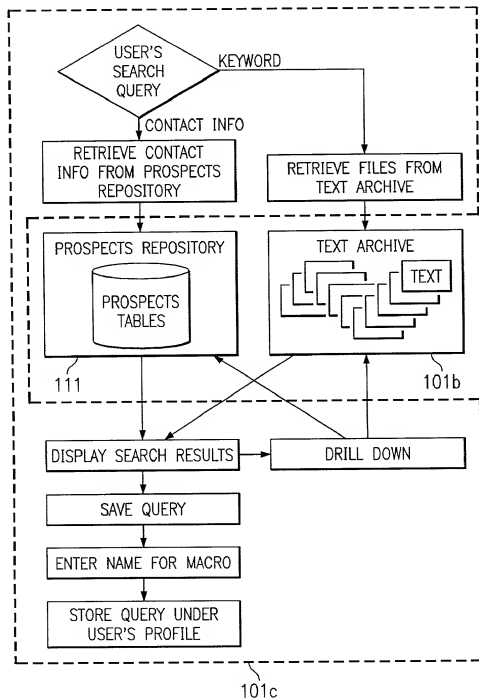 USER'S
SEARCH
QUERY
KEYWORD
CONTACT INFO
RETRIEVE CONTACT
INFO FROM PROSPECTS
REPOSITORY
RETRIEVE FILES FROM
TEXT ARCHIVE
PROSPECTS REPOSITORY
PROSPECTS
TABLES
TEXT ARCHIVE
TEXT
111
101b
DISPLAY SEARCH RESULTS
DRILL DOWN
SAVE QUERY
ENTER NAME FOR MACRO
STORE QUERY UNDER
USER'S PROFILE
101c